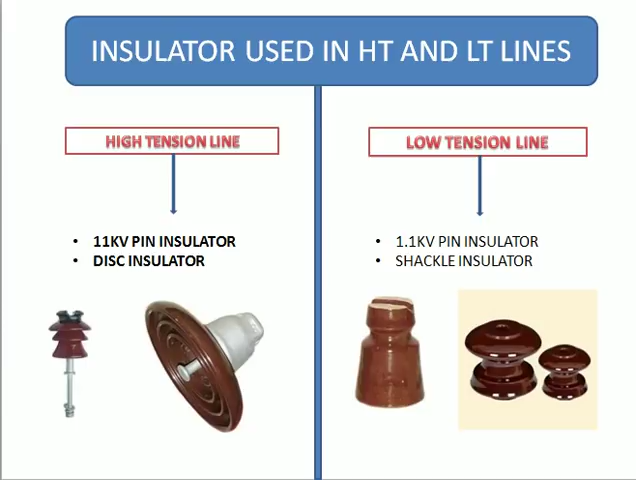 INSULATOR USED IN HT AND LT LINES
HIGH TENSION LINE
• 11KV PIN INSULATOR
• DISC INSULATOR
LOW TENSION LINE
• 1.1KV PIN INSULATOR
• SHACKLE INSULATOR